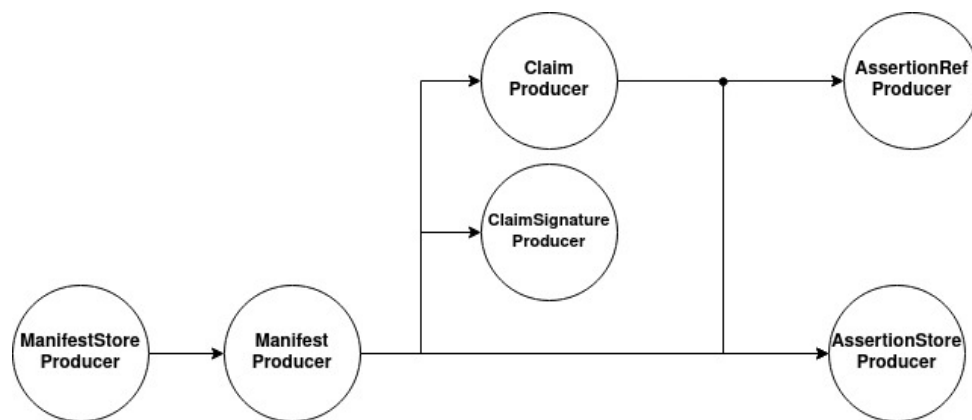 Claim
Producer
AssertionRef
Producer
ClaimSignature
Producer
ManifestStore
Producer
Manifest
Producer
AssertionStore
Producer